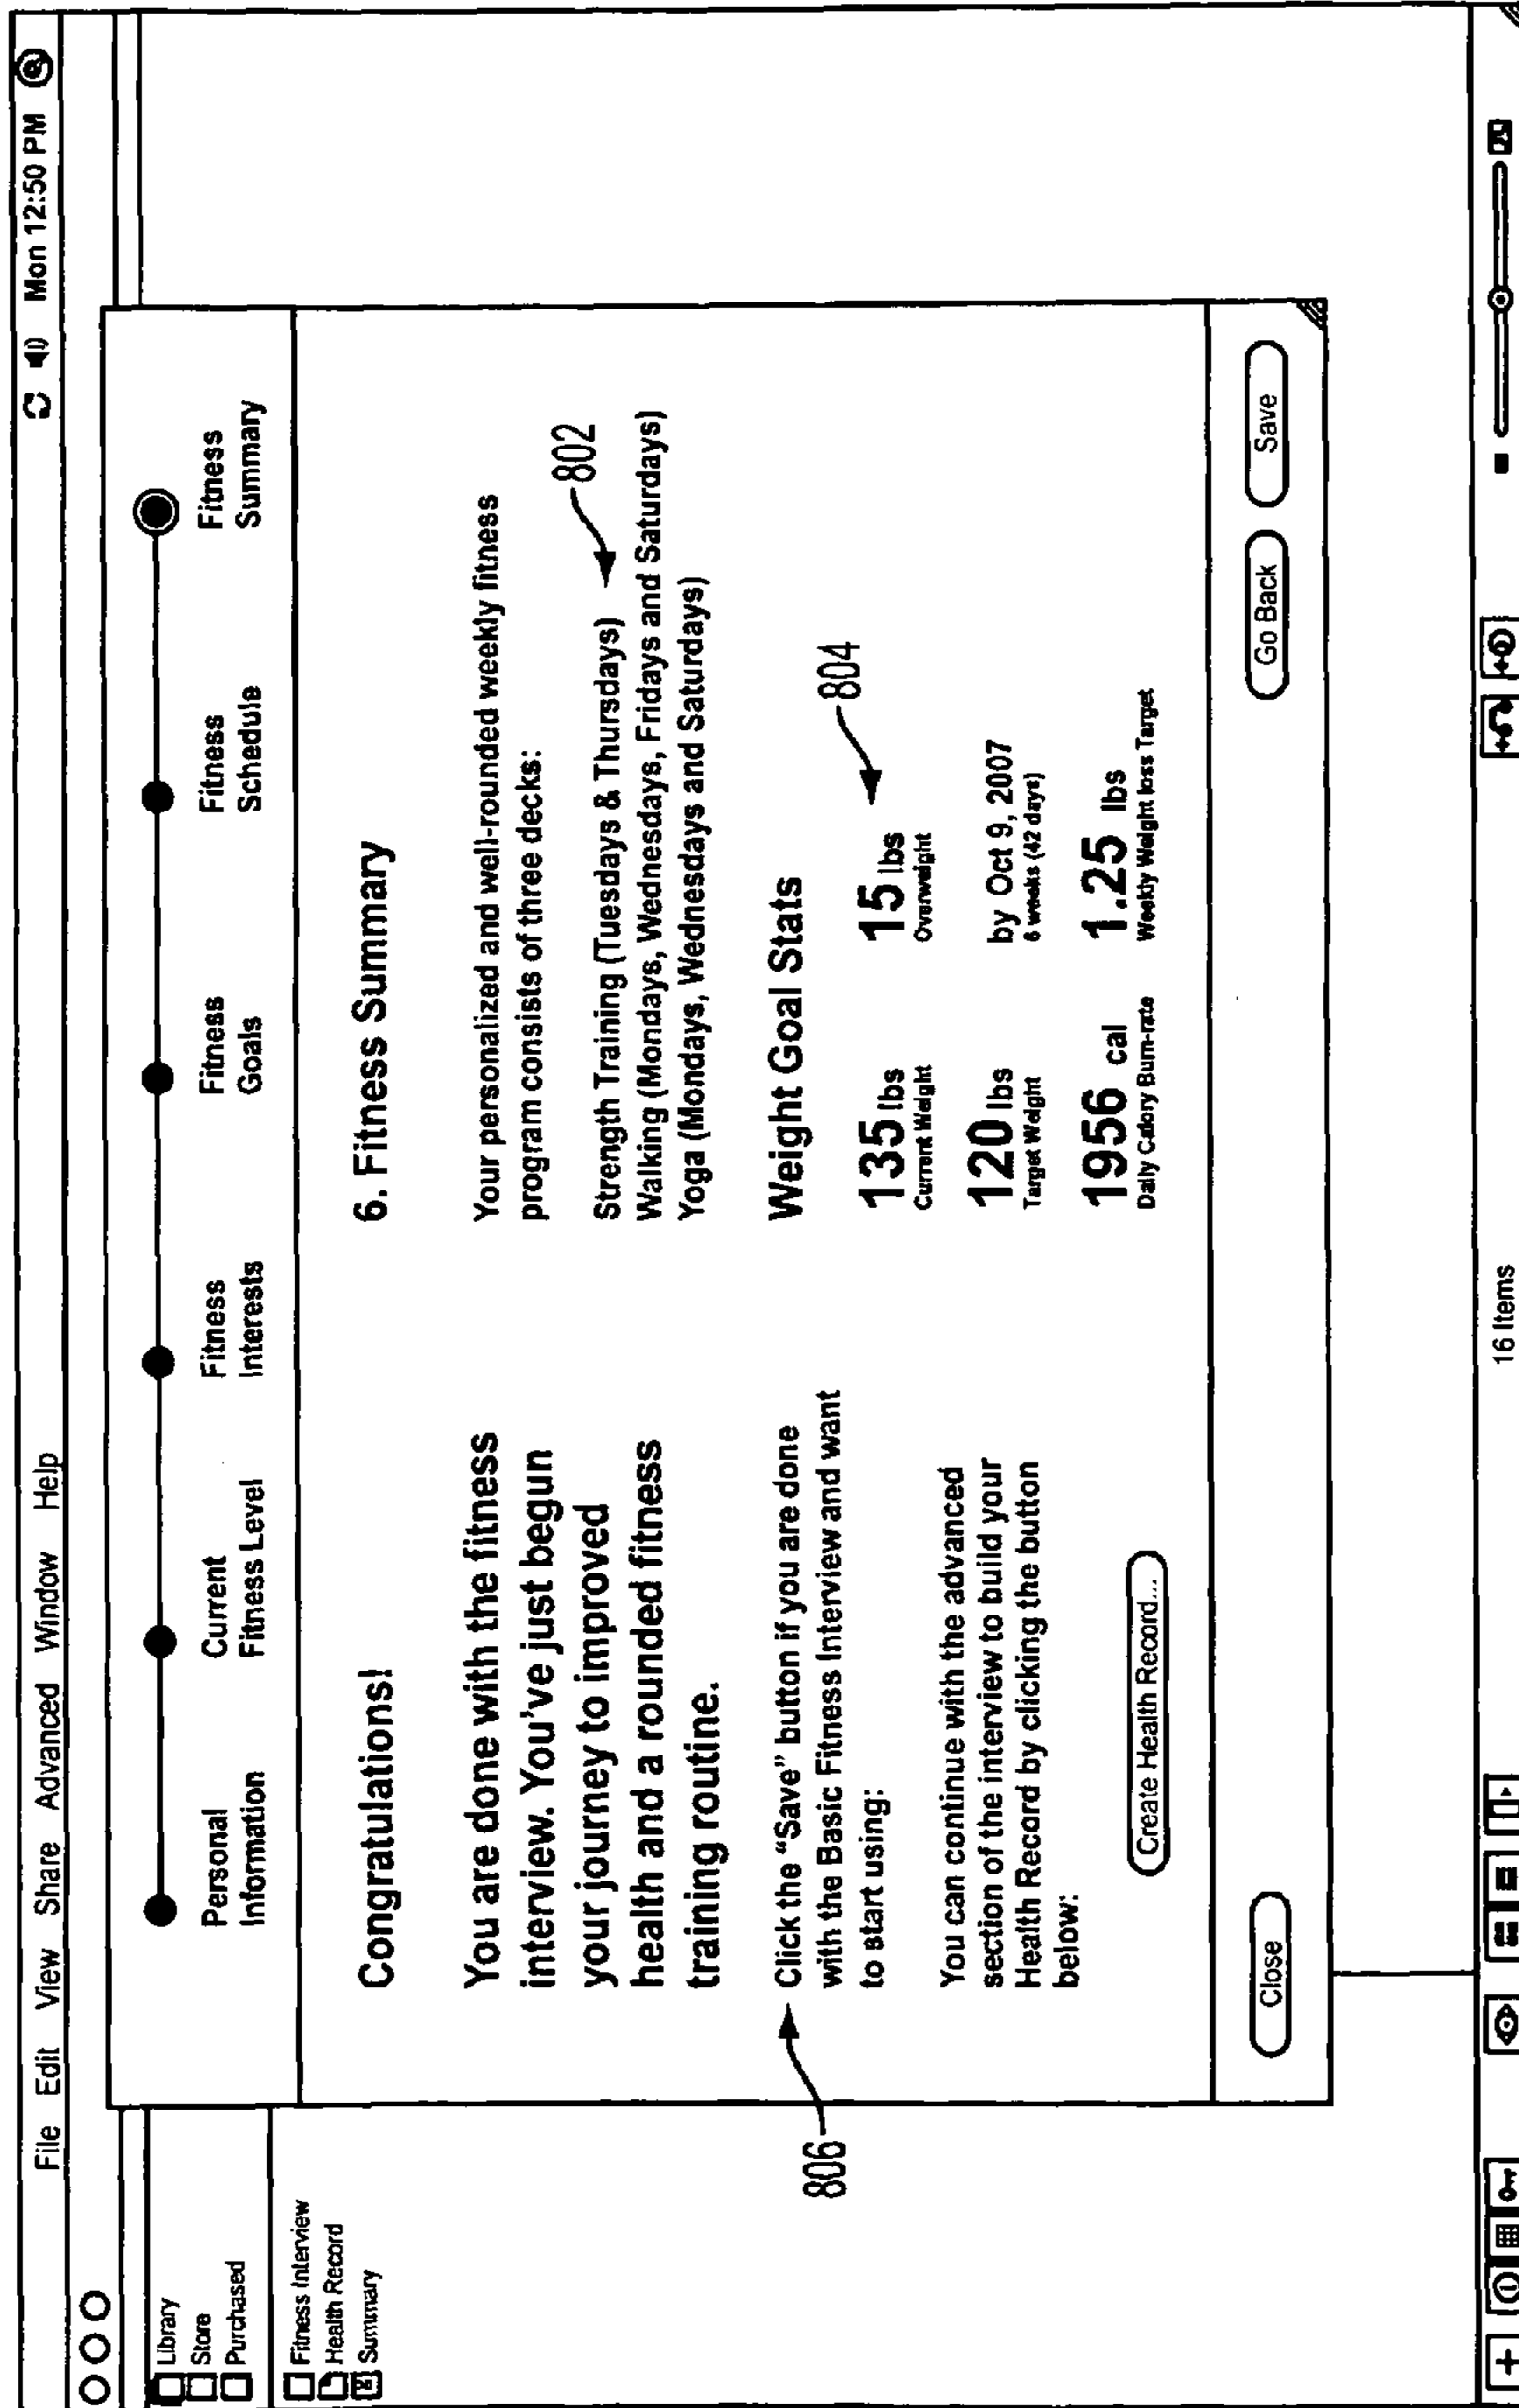 File Edit View Share Advanced Window Help
Mon 12:50 PM
Library
Store
Purchased
Fitness Interview
Health Record
Summary
Personal
Information
Current
Fitness Level
Fitness
Interests
Fitness
Goals
Fitness
Schedule
Fitness
Summary
Congratulations!
You are done with the fitness
interview. You've just begun
your journey to improved
health and a rounded fitness
training routine.
806
Click the “Save” button if you are done
with the Basic Fitness Interview and want
to start using:
You can continue with the advanced
section of the interview to build your
Health Record by clicking the button
below:
Create Health Record...
6. Fitness Summary
Your personalized and well-rounded weekly fitness
program consists of three decks:
802
Strength Training (Tuesdays & Thursdays)
Walking (Mondays, Wednesdays, Fridays and Saturdays)
Yoga (Mondays, Wednesdays and Saturdays)
Weight Goal Stats
804
135 lbs
Current Weight
15 lbs
Overweight
120 lbs
Target Weight
by Oct 9, 2007
6 weeks (42 days)
1956 cal
Daily Calory Burn-rate
1.25 lbs
Weekly Weight loss Target
Close
Go Back
Save
16 Items